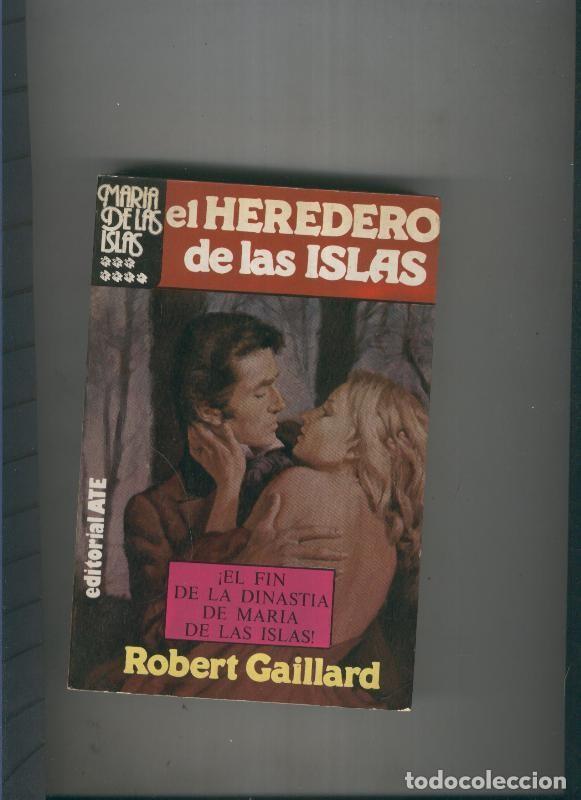 MARIA
DE LAS
ISLAS
el HEREDERO
de las ISLAS
editorial ATE
¡EL FIN
DE LA DINASTIA
DE MARIA
DE LAS ISLAS!
Robert Gaillard
todocoleccion